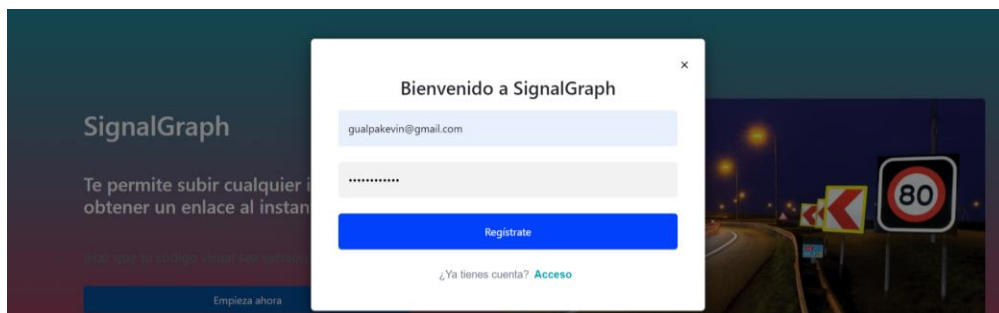 ×
Bienvenido a SignalGraph
gualpakevin@gmail.com
••••••••••••
Regístrate
¿Ya tienes cuenta? Acceso
SignalGraph
Te permite subir cualquier i
obtener un enlace al instan
Empieza ahora
80